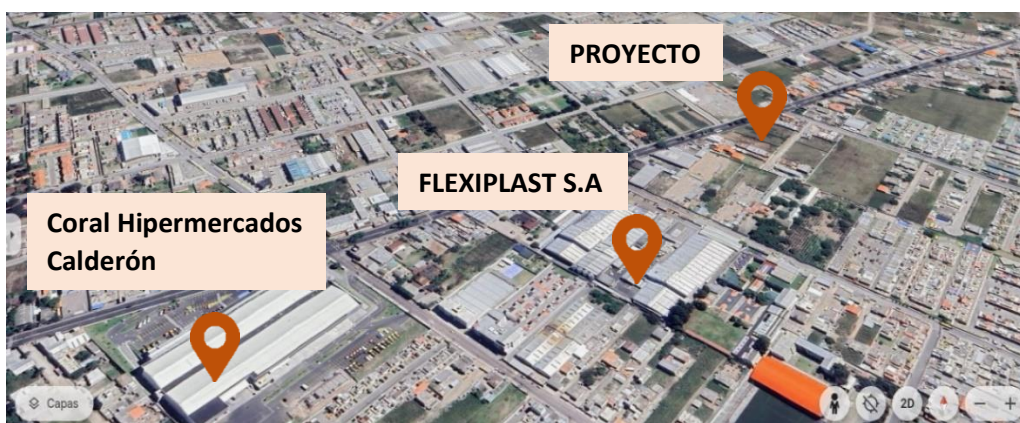 PROYECTO
FLEXIPLAST S.A
Coral Hipermercados
Calderón
Capas
2D